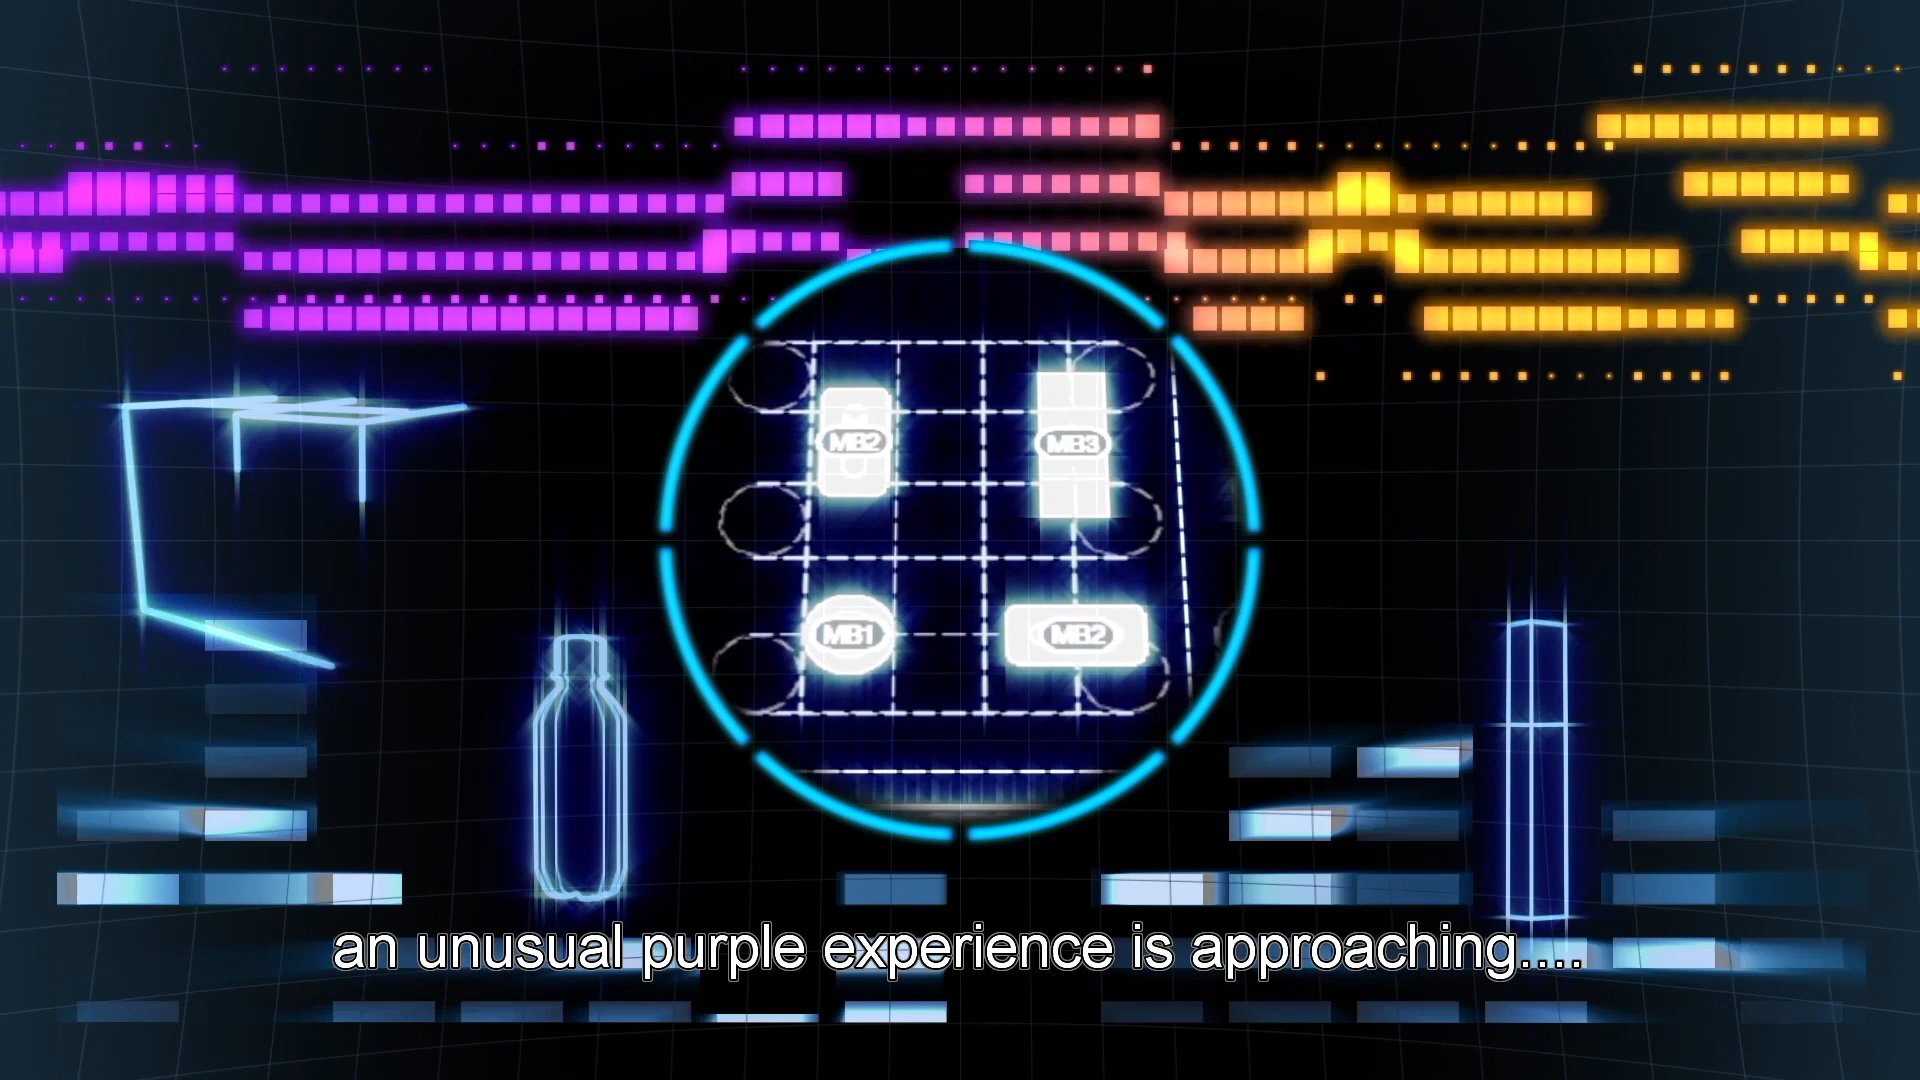 MB2
MB3
MB1
MB2
an unusual purple experience is approaching....